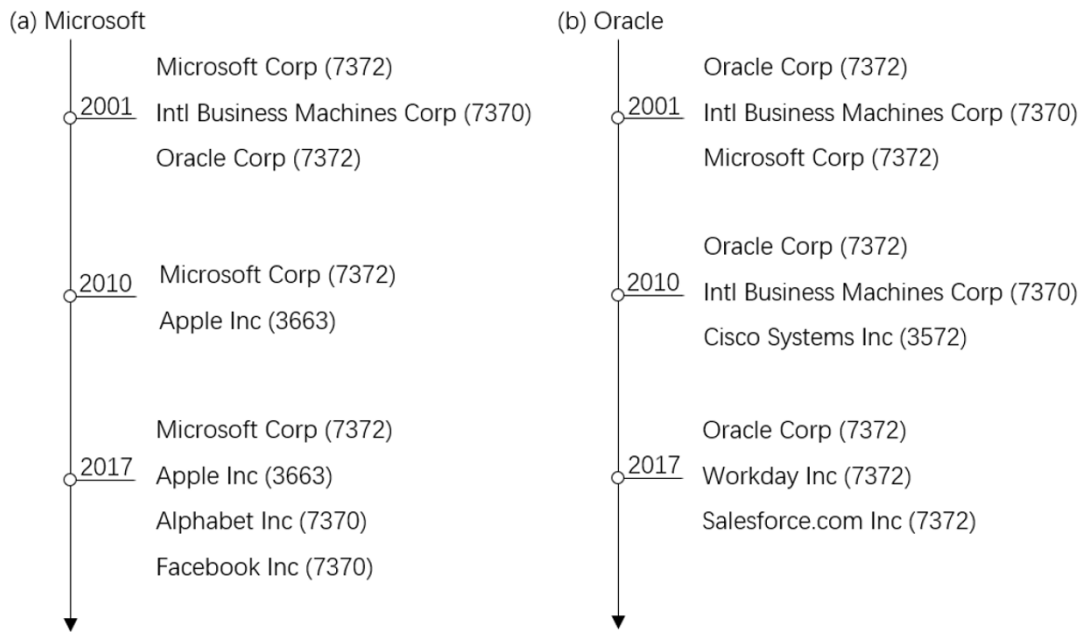 (a) Microsoft
2001
Microsoft Corp (7372)
Intl Business Machines Corp (7370)
Oracle Corp (7372)
2010
Microsoft Corp (7372)
Apple Inc (3663)
2017
Microsoft Corp (7372)
Apple Inc (3663)
Alphabet Inc (7370)
Facebook Inc (7370)
(b) Oracle
2001
Oracle Corp (7372)
Intl Business Machines Corp (7370)
Microsoft Corp (7372)
2010
Oracle Corp (7372)
Intl Business Machines Corp (7370)
Cisco Systems Inc (3572)
2017
Oracle Corp (7372)
Workday Inc (7372)
Salesforce.com Inc (7372)